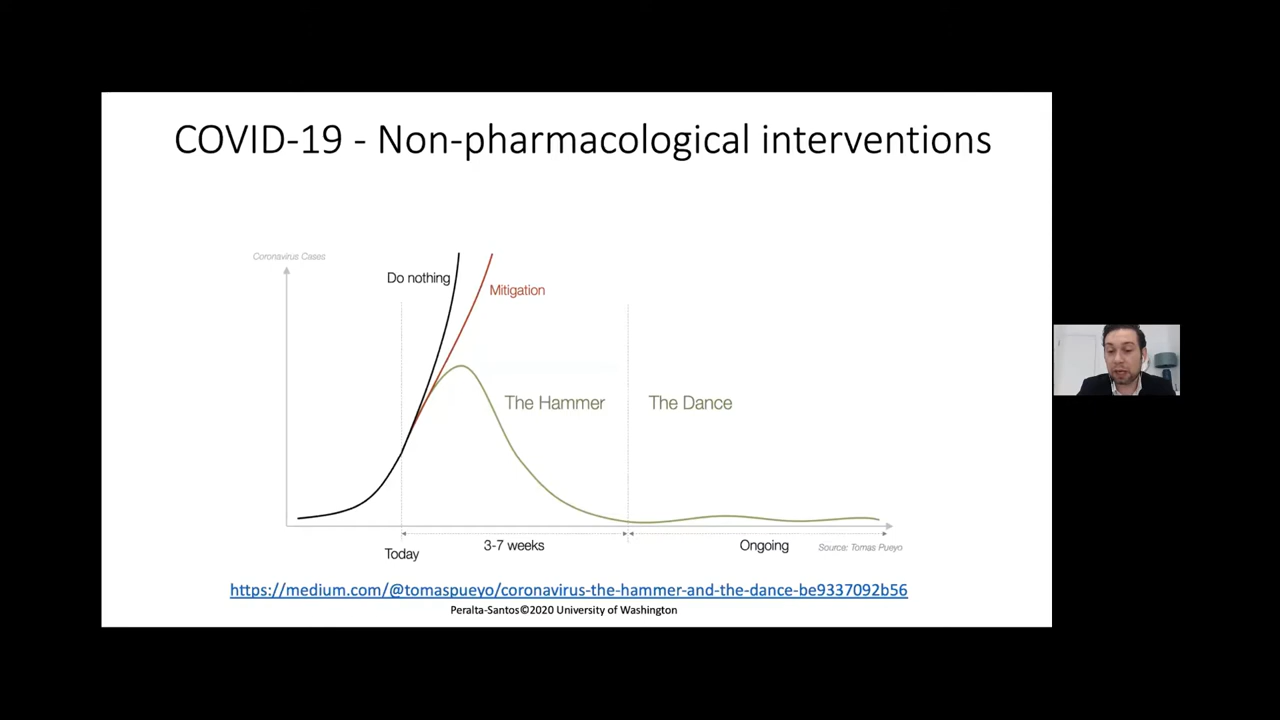 COVID-19 - Non-pharmacological interventions
Coronavirus Cases
Do nothing
Mitigation
The Hammer
The Dance
3-7 weeks
Ongoing
Source: Tomas Pueyo
Today
https://medium.com/@tomaspueyo/coronavirus-the-hammer-and-the-dance-be9337092b56
Peralta-Santos©2020 University of Washington